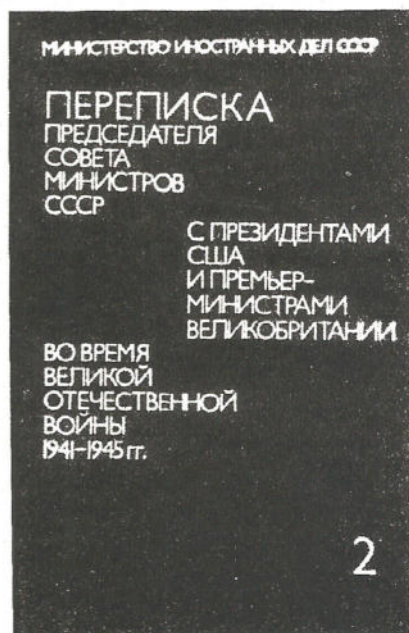 МИНИСТЕРСТВО ИНОСТРАННЫХ ДЕЛ СССР
ПЕРЕПИСКА
ПРЕДСЕДАТЕЛЯ
СОВЕТА
МИНИСТРОВ
СССР
С ПРЕЗИДЕНТАМИ
США
И ПРЕМЬЕР-
МИНИСТРАМИ
ВЕЛИКОБРИТАНИИ
ВО ВРЕМЯ
ВЕЛИКОЙ
ОТЕЧЕСТВЕННОЙ
ВОЙНЫ
1941-1945 гг.
2